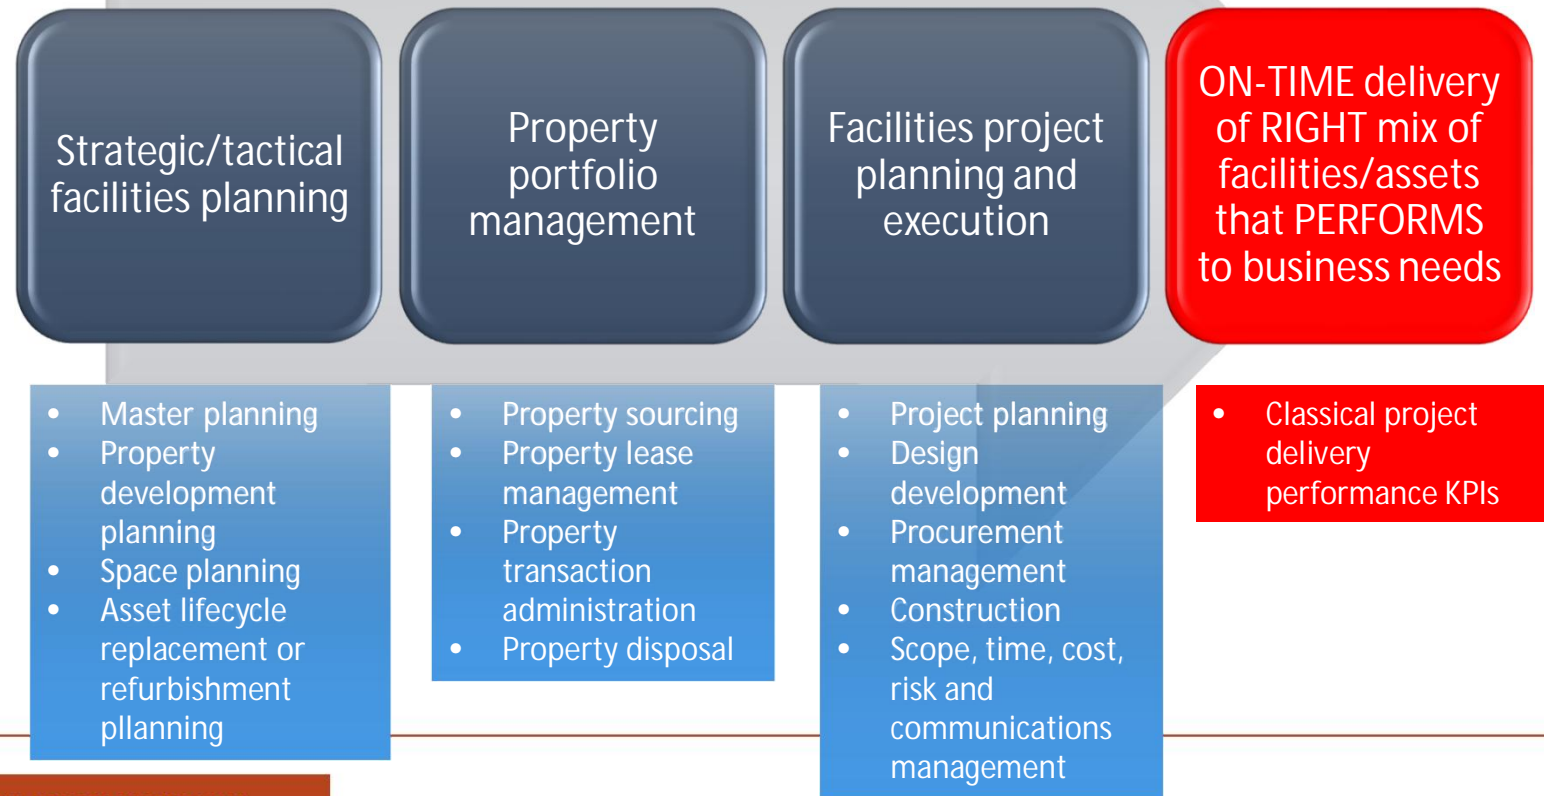 Strategic/tactical
facilities planning
Property
portfolio
management
Facilities project
planning and
execution
ON-TIME delivery
of RIGHT mix of
facilities/assets
that PERFORMS
to business needs
• Master planning
• Property
development
planning
• Space planning
• Asset lifecycle
replacement or
refurbishment
pllanning
• Property sourcing
• Property lease
management
• Property
transaction
administration
• Property disposal
• Project planning
• Design
development
• Procurement
management
• Construction
• Scope, time, cost,
risk and
communications
management
• Classical project
delivery
performance KPIs